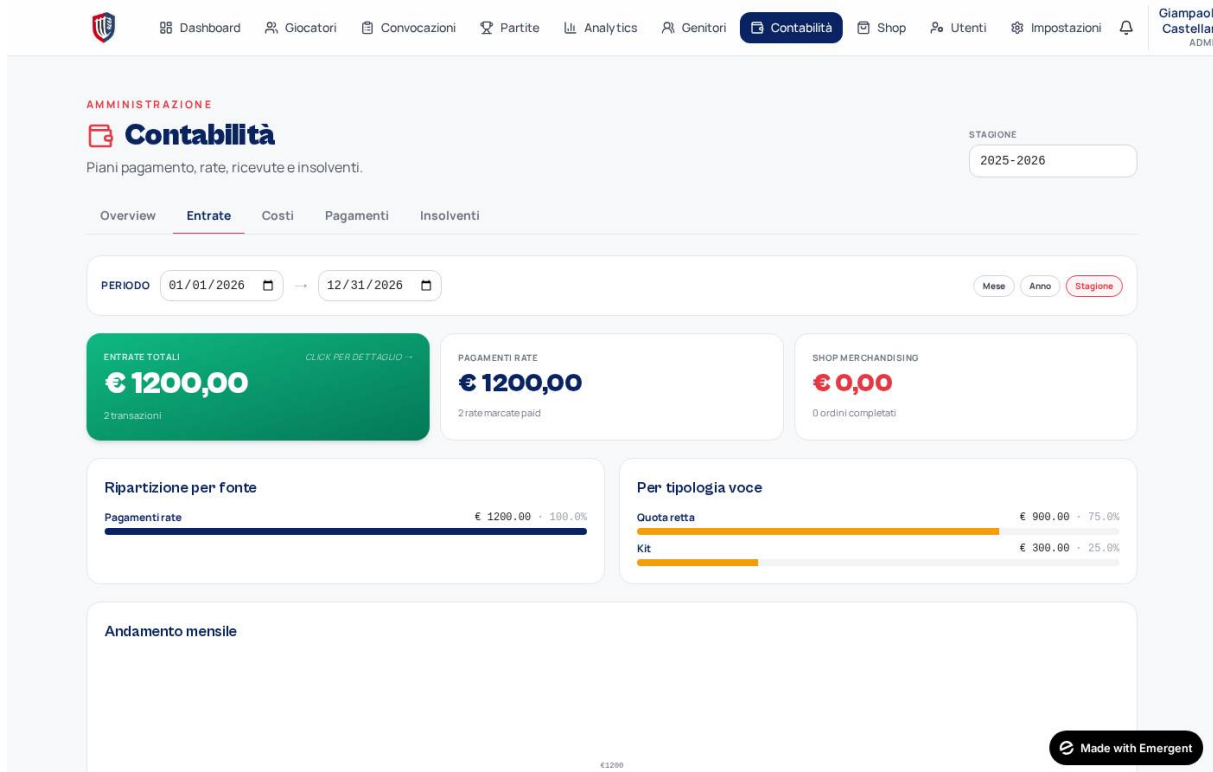 Dashboard Giocatori Convocazioni Partite Analytics Genitori Contabilità Shop Utenti Impostazioni
Giampaol
Castellar
ADMI
AMMINISTRAZIONE
Contabilità
Piani pagamento, rate, ricevute e insolventi.
STAGIONE
2025-2026
Overview Entrate Costi Pagamenti Insolventi
PERIODO 01/01/2026 → 12/31/2026 Mese Anno Stagione
ENTRATE TOTALI CLICK PER DETTAGLIO →
€ 1200,00
2 transazioni
PAGAMENTI RATE
€ 1200,00
2 rate marcate paid
SHOP MERCHANDISING
€ 0,00
0 ordini completati
Ripartizione per fonte
Pagamenti rate € 1200.00 · 100.0%
Per tipologia voce
Quota retta € 900.00 · 75.0%
Kit € 300.00 · 25.0%
Andamento mensile
€1200
Made with Emergent